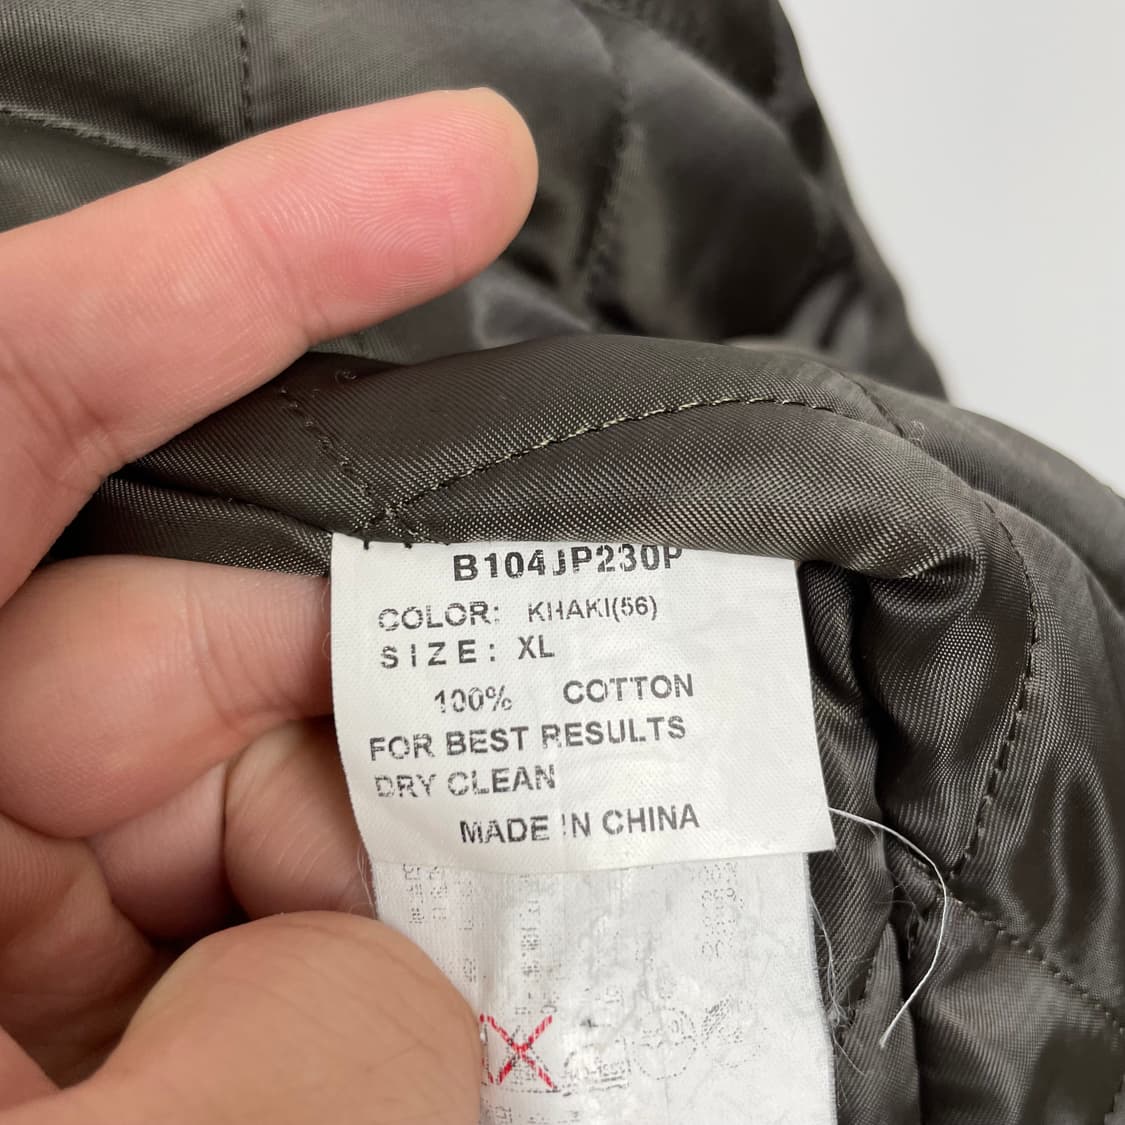 B104JP230P
COLOR: KHAKI(56)
SIZE: XL
100% COTTON
FOR BEST RESULTS
DRY CLEAN
MADE IN CHINA